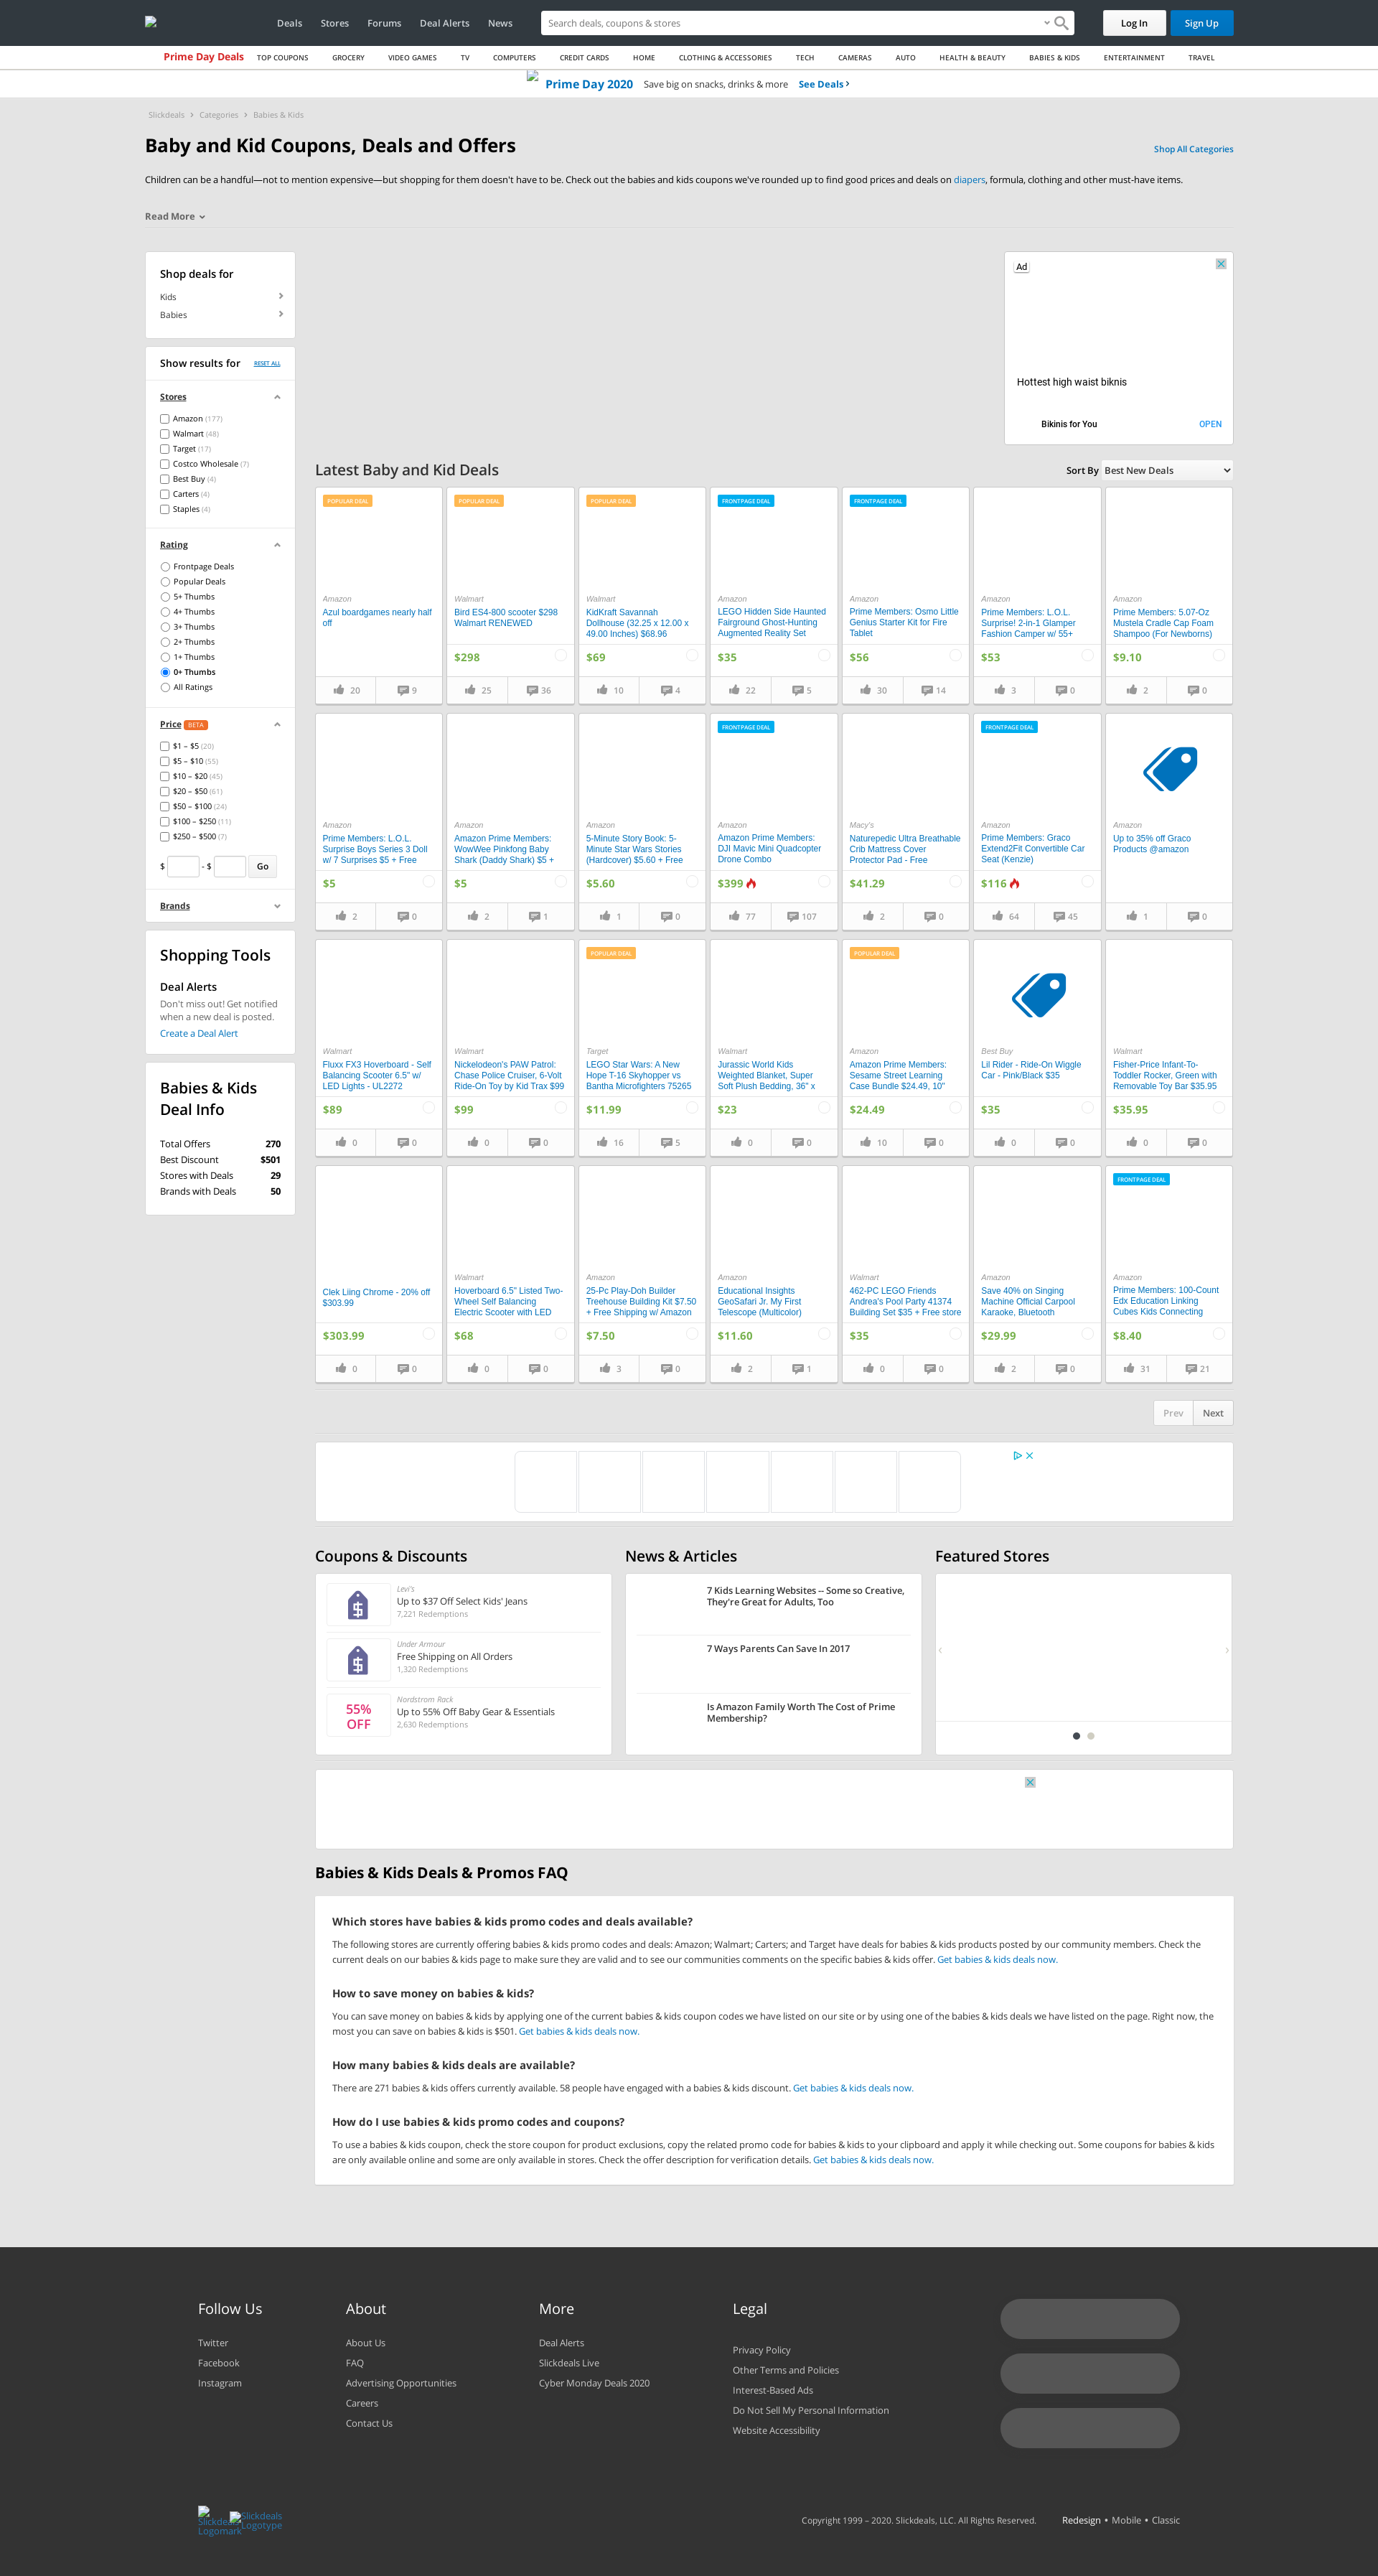 Deals Stores Forums Deal Alerts News
Search deals, coupons & stores
Log In
Sign Up
Prime Day Deals TOP COUPONS GROCERY VIDEO GAMES TV COMPUTERS CREDIT CARDS HOME CLOTHING & ACCESSORIES TECH CAMERAS AUTO HEALTH & BEAUTY BABIES & KIDS ENTERTAINMENT TRAVEL
Prime Day 2020 Save big on snacks, drinks & more See Deals
Slickdeals Categories Babies & Kids
Baby and Kid Coupons, Deals and Offers
Shop All Categories
Children can be a handful—not to mention expensive—but shopping for them doesn't have to be. Check out the babies and kids coupons we've rounded up to find good prices and deals on diapers, formula, clothing and other must-have items.
Read More
Shop deals for
Kids
Babies
Show results for RESET ALL
Stores
Amazon (177)
Walmart (48)
Target (17)
Costco Wholesale (7)
Best Buy (4)
Carters (4)
Staples (4)
Rating
Frontpage Deals
Popular Deals
5+ Thumbs
4+ Thumbs
3+ Thumbs
2+ Thumbs
1+ Thumbs
0+ Thumbs
All Ratings
Price BETA
$1 – $5 (20)
$5 – $10 (55)
$10 – $20 (45)
$20 – $50 (61)
$50 – $100 (24)
$100 – $250 (11)
$250 – $500 (7)
$ - $ Go
Brands
Shopping Tools
Deal Alerts
Don't miss out! Get notified
when a new deal is posted.
Create a Deal Alert
Babies & Kids
Deal Info
Total Offers 270
Best Discount $501
Stores with Deals 29
Brands with Deals 50
Ad
Hottest high waist biknis
Bikinis for You
OPEN
Latest Baby and Kid Deals
Sort By Best New Deals
POPULAR DEAL
Amazon
Azul boardgames nearly half
off
20 9
POPULAR DEAL
Walmart
Bird ES4-800 scooter $298
Walmart RENEWED
$298
25 36
POPULAR DEAL
Walmart
KidKraft Savannah
Dollhouse (32.25 x 12.00 x
49.00 Inches) $68.96
$69
10 4
FRONTPAGE DEAL
Amazon
LEGO Hidden Side Haunted
Fairground Ghost-Hunting
Augmented Reality Set
$35
22 5
FRONTPAGE DEAL
Amazon
Prime Members: Osmo Little
Genius Starter Kit for Fire
Tablet
$56
30 14
Amazon
Prime Members: L.O.L.
Surprise! 2-in-1 Glamper
Fashion Camper w/ 55+
$53
3 0
Amazon
Prime Members: 5.07-Oz
Mustela Cradle Cap Foam
Shampoo (For Newborns)
$9.10
2 0
Amazon
Prime Members: L.O.L.
Surprise Boys Series 3 Doll
w/ 7 Surprises $5 + Free
$5
2 0
Amazon
Amazon Prime Members:
WowWee Pinkfong Baby
Shark (Daddy Shark) $5 +
$5
2 1
Amazon
5-Minute Story Book: 5-
Minute Star Wars Stories
(Hardcover) $5.60 + Free
$5.60
1 0
FRONTPAGE DEAL
Amazon
Amazon Prime Members:
DJI Mavic Mini Quadcopter
Drone Combo
$399
77 107
Macy's
Naturepedic Ultra Breathable
Crib Mattress Cover
Protector Pad - Free
$41.29
2 0
FRONTPAGE DEAL
Amazon
Prime Members: Graco
Extend2Fit Convertible Car
Seat (Kenzie)
$116
64 45
Amazon
Up to 35% off Graco
Products @amazon
1 0
Walmart
Fluxx FX3 Hoverboard - Self
Balancing Scooter 6.5" w/
LED Lights - UL2272
$89
0 0
Walmart
Nickelodeon's PAW Patrol:
Chase Police Cruiser, 6-Volt
Ride-On Toy by Kid Trax $99
$99
0 0
POPULAR DEAL
Target
LEGO Star Wars: A New
Hope T-16 Skyhopper vs
Bantha Microfighters 75265
$11.99
16 5
Walmart
Jurassic World Kids
Weighted Blanket, Super
Soft Plush Bedding, 36" x
$23
0 0
POPULAR DEAL
Amazon
Amazon Prime Members:
Sesame Street Learning
Case Bundle $24.49, 10"
$24.49
10 0
Best Buy
Lil Rider - Ride-On Wiggle
Car - Pink/Black $35
$35
0 0
Walmart
Fisher-Price Infant-To-
Toddler Rocker, Green with
Removable Toy Bar $35.95
$35.95
0 0
Clek Liing Chrome - 20% off
$303.99
$303.99
0 0
Walmart
Hoverboard 6.5" Listed Two-
Wheel Self Balancing
Electric Scooter with LED
$68
0 0
Amazon
25-Pc Play-Doh Builder
Treehouse Building Kit $7.50
+ Free Shipping w/ Amazon
$7.50
3 0
Amazon
Educational Insights
GeoSafari Jr. My First
Telescope (Multicolor)
$11.60
2 1
Walmart
462-PC LEGO Friends
Andrea's Pool Party 41374
Building Set $35 + Free store
$35
0 0
Amazon
Save 40% on Singing
Machine Official Carpool
Karaoke, Bluetooth
$29.99
2 0
FRONTPAGE DEAL
Amazon
Prime Members: 100-Count
Edx Education Linking
Cubes Kids Connecting
$8.40
31 21
Prev Next
Coupons & Discounts
Levi's
Up to $37 Off Select Kids' Jeans
7,221 Redemptions
Under Armour
Free Shipping on All Orders
1,320 Redemptions
55%
OFF
Nordstrom Rack
Up to 55% Off Baby Gear & Essentials
2,630 Redemptions
News & Articles
7 Kids Learning Websites -- Some so Creative,
They're Great for Adults, Too
7 Ways Parents Can Save In 2017
Is Amazon Family Worth The Cost of Prime
Membership?
Featured Stores
Babies & Kids Deals & Promos FAQ
Which stores have babies & kids promo codes and deals available?
The following stores are currently offering babies & kids promo codes and deals: Amazon; Walmart; Carters; and Target have deals for babies & kids products posted by our community members. Check the
current deals on our babies & kids page to make sure they are valid and to see our communities comments on the specific babies & kids offer. Get babies & kids deals now.
How to save money on babies & kids?
You can save money on babies & kids by applying one of the current babies & kids coupon codes we have listed on our site or by using one of the babies & kids deals we have listed on the page. Right now, the
most you can save on babies & kids is $501. Get babies & kids deals now.
How many babies & kids deals are available?
There are 271 babies & kids offers currently available. 58 people have engaged with a babies & kids discount. Get babies & kids deals now.
How do I use babies & kids promo codes and coupons?
To use a babies & kids coupon, check the store coupon for product exclusions, copy the related promo code for babies & kids to your clipboard and apply it while checking out. Some coupons for babies & kids
are only available online and some are only available in stores. Check the offer description for verification details. Get babies & kids deals now.
Follow Us
Twitter
Facebook
Instagram
About
About Us
FAQ
Advertising Opportunities
Careers
Contact Us
More
Deal Alerts
Slickdeals Live
Cyber Monday Deals 2020
Legal
Privacy Policy
Other Terms and Policies
Interest-Based Ads
Do Not Sell My Personal Information
Website Accessibility
Slickdeals
Logomark
Slickdeals
Logotype
Copyright 1999 – 2020. Slickdeals, LLC. All Rights Reserved.
Redesign • Mobile • Classic